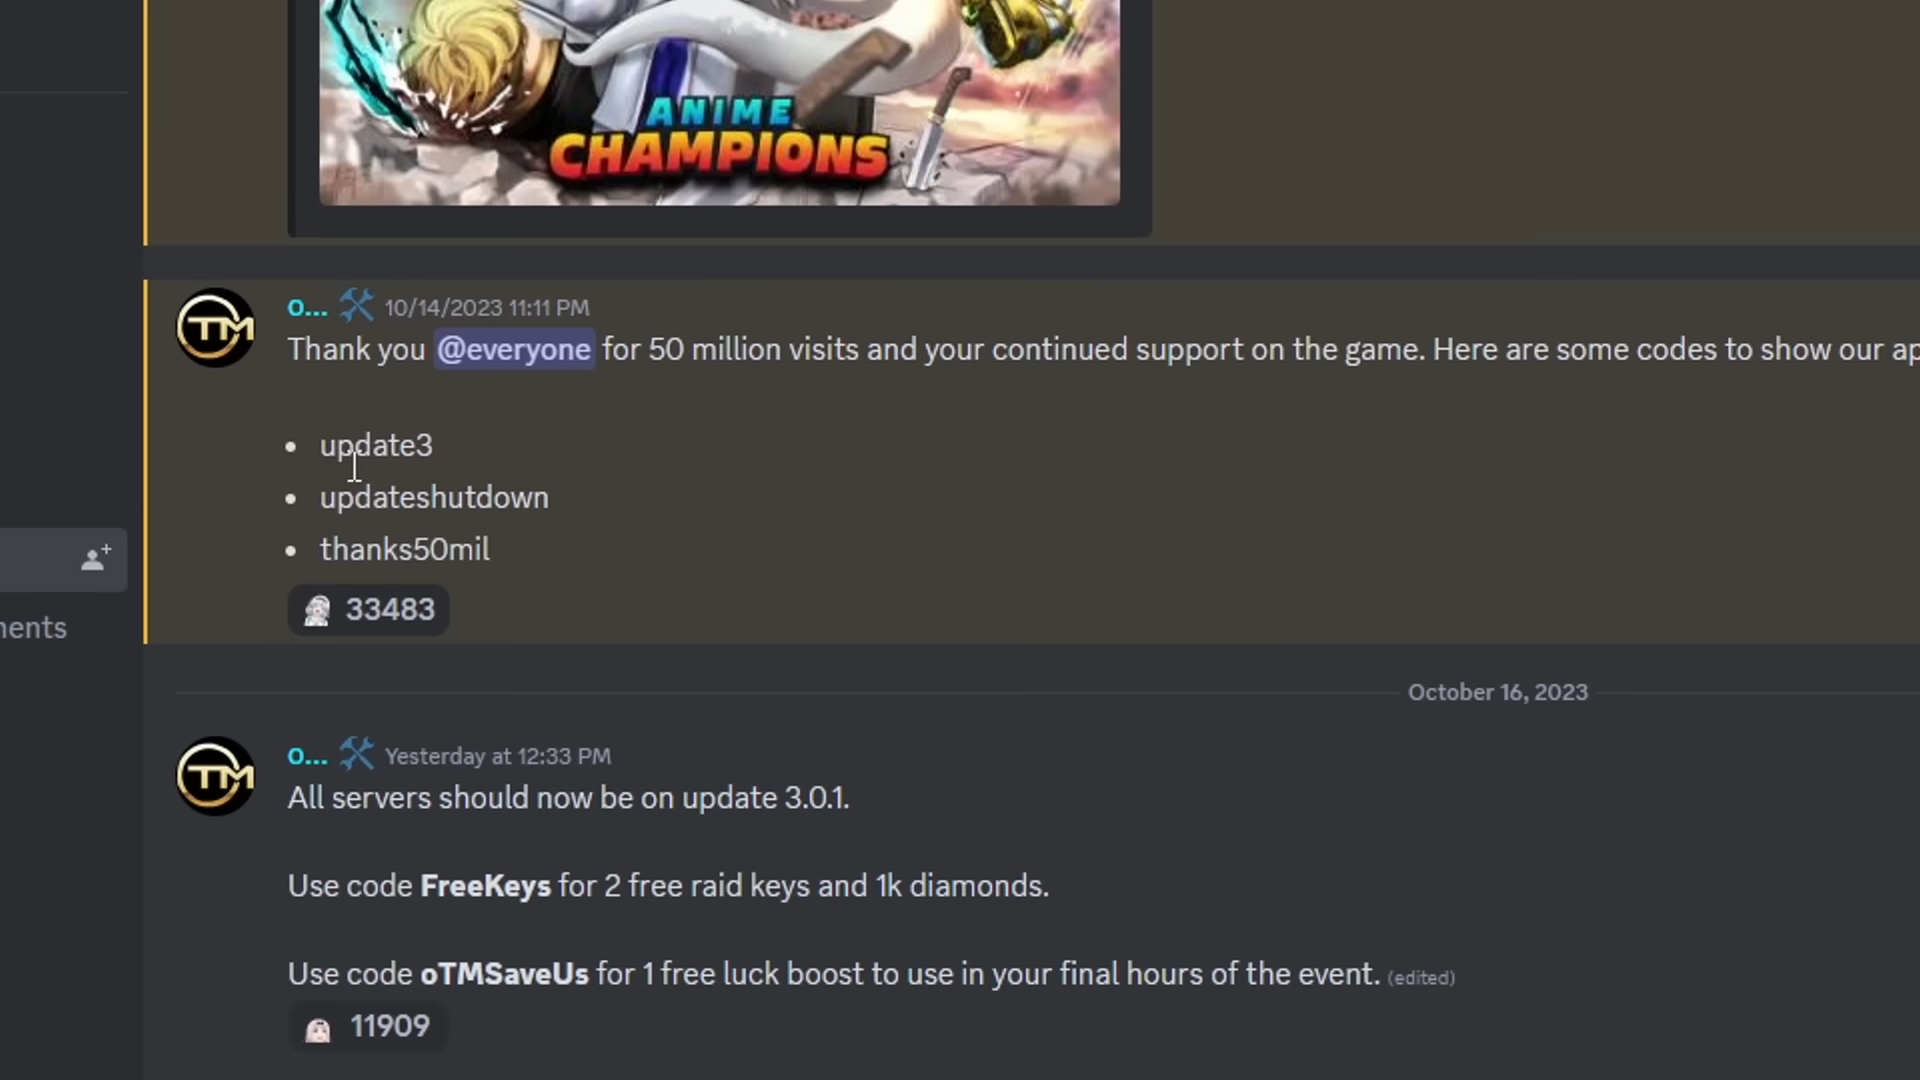 ANIME
CHAMPIONS
O... 10/14/2023 11:11 PM
Thank you @everyone for 50 million visits and your continued support on the game. Here are some codes to show our
• update3
• updateshutdown
• thanks50mil
33483
ments
October 16, 2023
O... Yesterday at 12:33 PM
All servers should now be on update 3.0.1.
Use code FreeKeys for 2 free raid keys and 1k diamonds.
Use code oTMSaveUs for 1 free luck boost to use in your final hours of the event. (edited)
11909